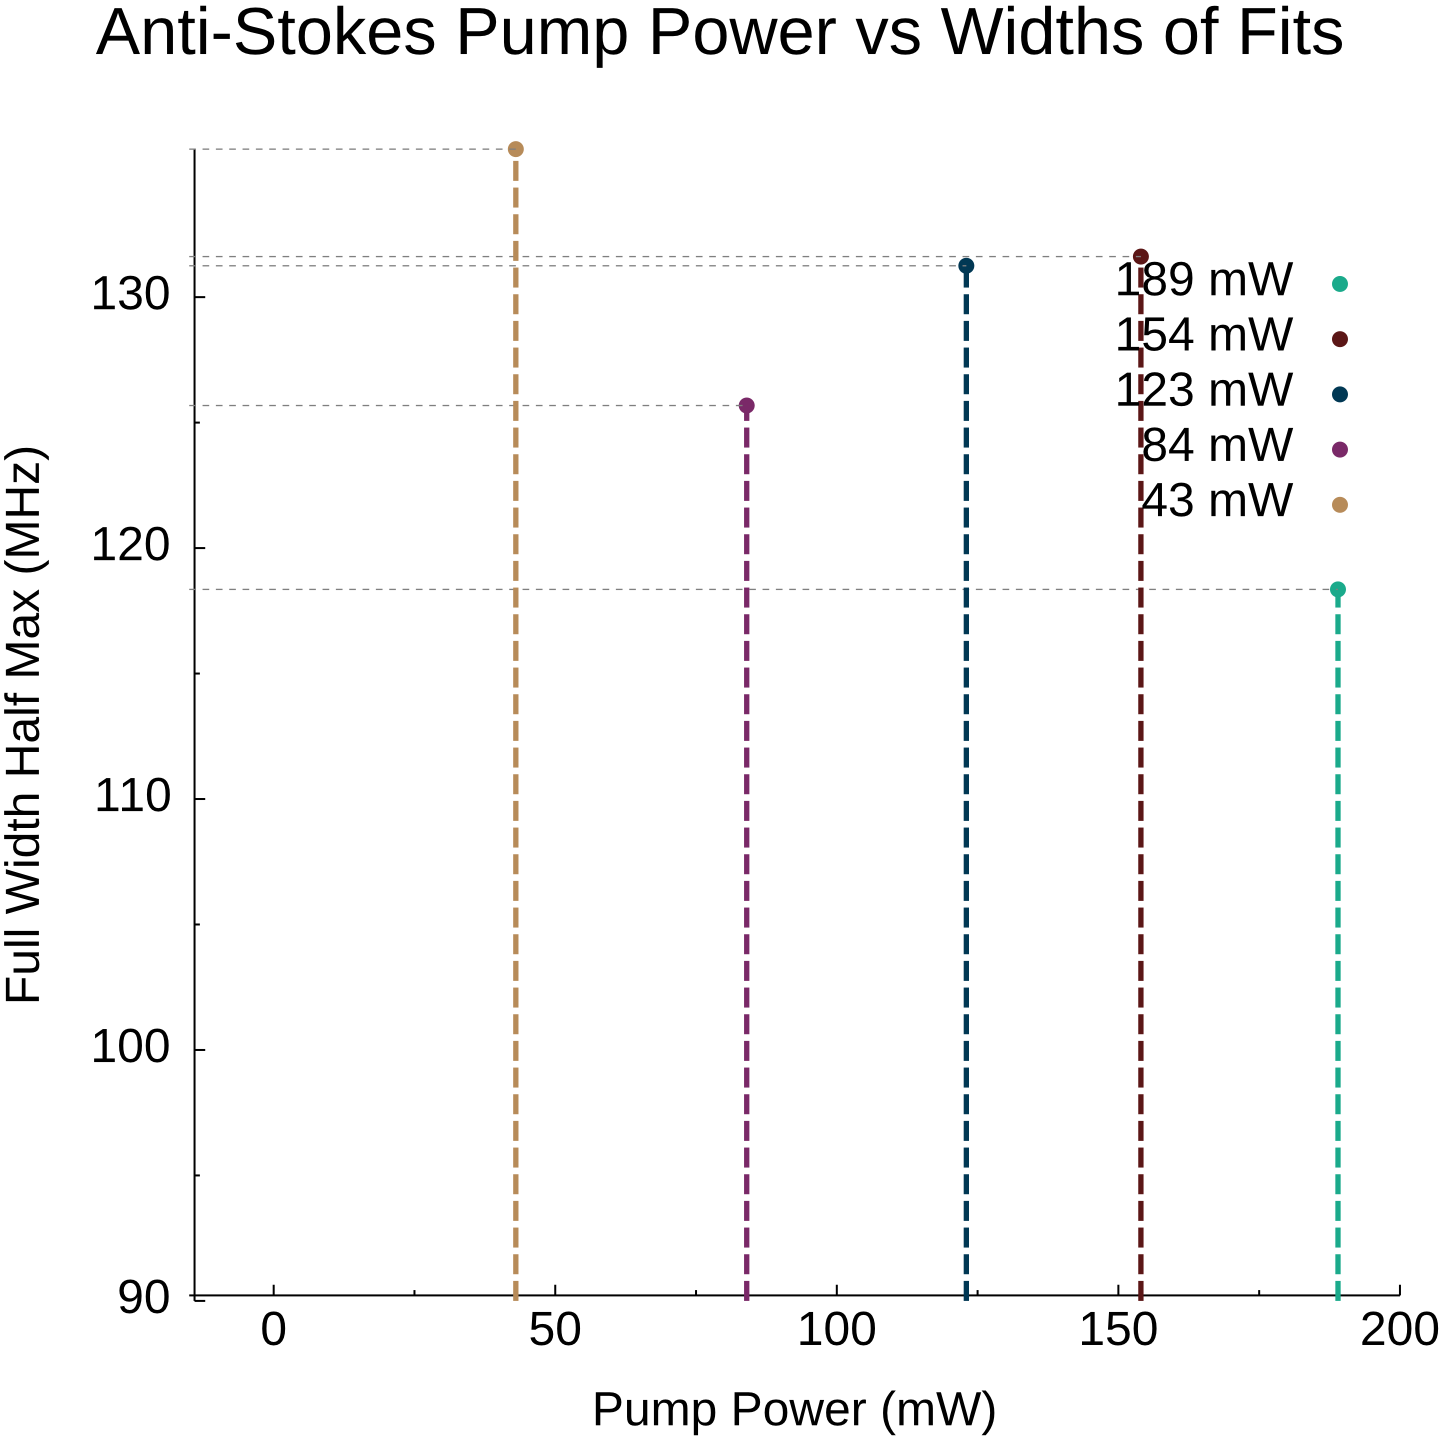 Anti-Stokes Pump Power vs Widths of Fits
Full Width Half Max (MHz)
130
120
110
100
90
189 mW
154 mW
123 mW
84 mW
43 mW
0 50 100 150 200
Pump Power (mW)